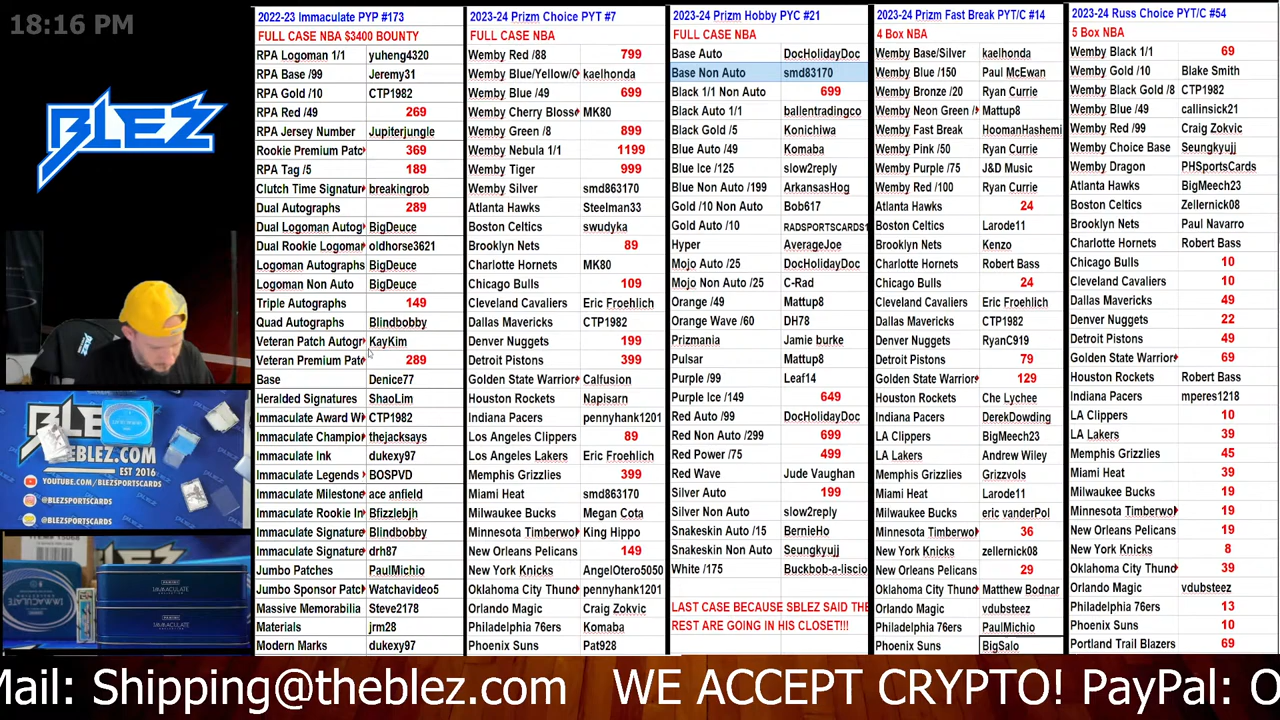 18:16 PM
BLEZ
BLEZ
THEBLEZ.COM
EST 2016
YOUTUBE.COM/BLEZSPORTSCARDS
@BLEZSPORTSCARDS
@BLEZSPORTSCARDS
PANINI
IMMACULATE
COLLECTION
2022-23 Immaculate PYP #173
FULL CASE NBA $3400 BOUNTY
RPA Logoman 1/1 yuheng4320
RPA Base /99 Jeremy31
RPA Gold /10 CTP1982
RPA Red /49 269
RPA Jersey Number Jupiterjungle
Rookie Premium Patc 369
RPA Tag /5 189
Clutch Time Signatur breakingrob
Dual Autographs 289
Dual Logoman Autog BigDeuce
Dual Rookie Logomar oldhorse3621
Logoman Autographs BigDeuce
Logoman Non Auto BigDeuce
Triple Autographs 149
Quad Autographs Blindbobby
Veteran Patch Autogr KayKim
Veteran Premium Pat 289
Base Denice77
Heralded Signatures ShaoLim
Immaculate Award W CTP1982
Immaculate Champio thejacksays
Immaculate Ink dukexy97
Immaculate Legends BOSPVD
Immaculate Milestone ace anfield
Immaculate Rookie In Bfizzlebjh
Immaculate Signatur Blindbobby
Immaculate Signatur drh87
Jumbo Patches PaulMichio
Jumbo Sponsor Patc Watchavideo5
Massive Memorabilia Steve2178
Materials jrm28
Modern Marks dukexy97
2023-24 Prizm Choice PYT #7
FULL CASE NBA
Wemby Red /88 799
Wemby Blue/Yellow/G kaelhonda
Wemby Blue /49 699
Wemby Cherry Bloss MK80
Wemby Green /8 899
Wemby Nebula 1/1 1199
Wemby Tiger 999
Wemby Silver smd863170
Atlanta Hawks Steelman33
Boston Celtics swudyka
Brooklyn Nets 89
Charlotte Hornets MK80
Chicago Bulls 109
Cleveland Cavaliers Eric Froehlich
Dallas Mavericks CTP1982
Denver Nuggets 199
Detroit Pistons 399
Golden State Warrior Calfusion
Houston Rockets Napisarn
Indiana Pacers pennyhank1201
Los Angeles Clippers 89
Los Angeles Lakers Eric Froehlich
Memphis Grizzlies 399
Miami Heat smd863170
Milwaukee Bucks Megan Cota
Minnesota Timberwo King Hippo
New Orleans Pelicans 149
New York Knicks AngelOtero5050
Oklahoma City Thun pennyhank1201
Orlando Magic Craig Zokvic
Philadelphia 76ers Komaba
Phoenix Suns Pat928
2023-24 Prizm Hobby PYC #21
FULL CASE NBA
Base Auto DocHolidayDoc
Base Non Auto smd83170
Black 1/1 Non Auto 699
Black Auto 1/1 ballentradingco
Black Gold /5 Konichiwa
Blue Auto /49 Komaba
Blue Ice /125 slow2reply
Blue Non Auto /199 ArkansasHog
Gold /10 Non Auto Bob617
Gold Auto /10 RADSPORTSCARDS1
Hyper AverageJoe
Mojo Auto /25 DocHolidayDoc
Mojo Non Auto /25 C-Rad
Orange /49 Mattup8
Orange Wave /60 DH78
Prizmania Jamie burke
Pulsar Mattup8
Purple /99 Leaf14
Purple Ice /149 649
Red Auto /99 DocHolidayDoc
Red Non Auto /299 699
Red Power /75 499
Red Wave Jude Vaughan
Silver Auto 199
Silver Non Auto slow2reply
Snakeskin Auto /15 BernieHo
Snakeskin Non Auto Seungkyujj
White /175 Buckbob-a-liscio
LAST CASE BECAUSE SBLEZ SAID THE
REST ARE GOING IN HIS CLOSET!!!
2023-24 Prizm Fast Break PYT/C #14
4 Box NBA
Wemby Base/Silver kaelhonda
Wemby Blue /150 Paul McEwan
Wemby Bronze /20 Ryan Currie
Wemby Neon Green / Mattup8
Wemby Fast Break HoomanHashemi
Wemby Pink /50 Ryan Currie
Wemby Purple /75 J&D Music
Wemby Red /100 Ryan Currie
Atlanta Hawks 24
Boston Celtics Larode11
Brooklyn Nets Kenzo
Charlotte Hornets Robert Bass
Chicago Bulls 24
Cleveland Cavaliers Eric Froehlich
Dallas Mavericks CTP1982
Denver Nuggets RyanC919
Detroit Pistons 79
Golden State Warrior 129
Houston Rockets Che Lychee
Indiana Pacers DerekDowding
LA Clippers BigMeech23
LA Lakers Andrew Wiley
Memphis Grizzlies Grizzvols
Miami Heat Larode11
Milwaukee Bucks eric vanderPol
Minnesota Timberwo 36
New York Knicks zellernick08
New Orleans Pelicans 29
Oklahoma City Thund Matthew Bodnar
Orlando Magic vdubsteez
Philadelphia 76ers PaulMichio
Phoenix Suns BigSalo
2023-24 Russ Choice PYT/C #54
5 Box NBA
Wemby Black 1/1 69
Wemby Gold /10 Blake Smith
Wemby Black Gold /8 CTP1982
Wemby Blue /49 callinsick21
Wemby Red /99 Craig Zokvic
Wemby Choice Base Seungkyujj
Wemby Dragon PHSportsCards
Atlanta Hawks BigMeech23
Boston Celtics Zellernick08
Brooklyn Nets Paul Navarro
Charlotte Hornets Robert Bass
Chicago Bulls 10
Cleveland Cavaliers 10
Dallas Mavericks 49
Denver Nuggets 22
Detroit Pistons 49
Golden State Warrior 69
Houston Rockets Robert Bass
Indiana Pacers mperes1218
LA Clippers 10
LA Lakers 39
Memphis Grizzlies 45
Miami Heat 39
Milwaukee Bucks 19
Minnesota Timberwo 19
New Orleans Pelicans 19
New York Knicks 8
Oklahoma City Thund 39
Orlando Magic vdubsteez
Philadelphia 76ers 13
Phoenix Suns 10
Portland Trail Blazers 69
Mail: Shipping@theblez.com WE ACCEPT CRYPTO! PayPal: O